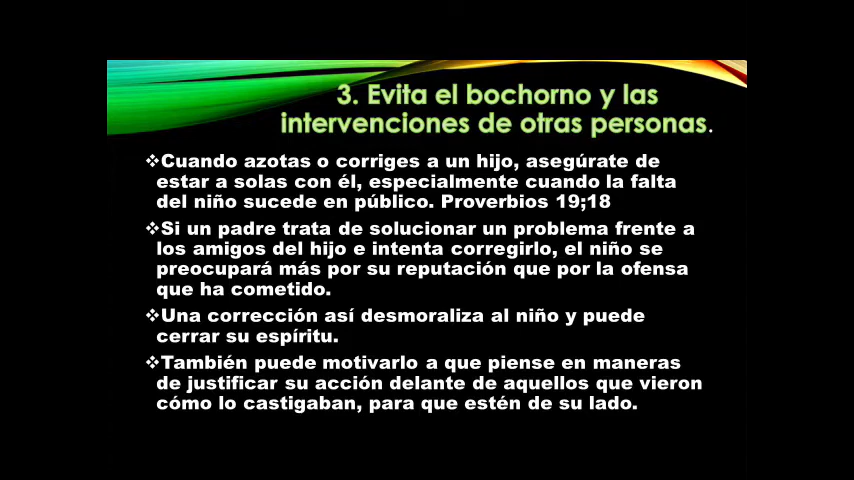 3. Evita el bochorno y las
intervenciones de otras personas.
❖Cuando azotas o corriges a un hijo, asegúrate de
estar a solas con él, especialmente cuando la falta
del niño sucede en público. Proverbios 19;18
❖Si un padre trata de solucionar un problema frente a
los amigos del hijo e intenta corregirlo, el niño se
preocupará más por su reputación que por la ofensa
que ha cometido.
❖Una corrección así desmoraliza al niño y puede
cerrar su espíritu.
❖También puede motivarlo a que piense en maneras
de justificar su acción delante de aquellos que vieron
cómo lo castigaban, para que estén de su lado.